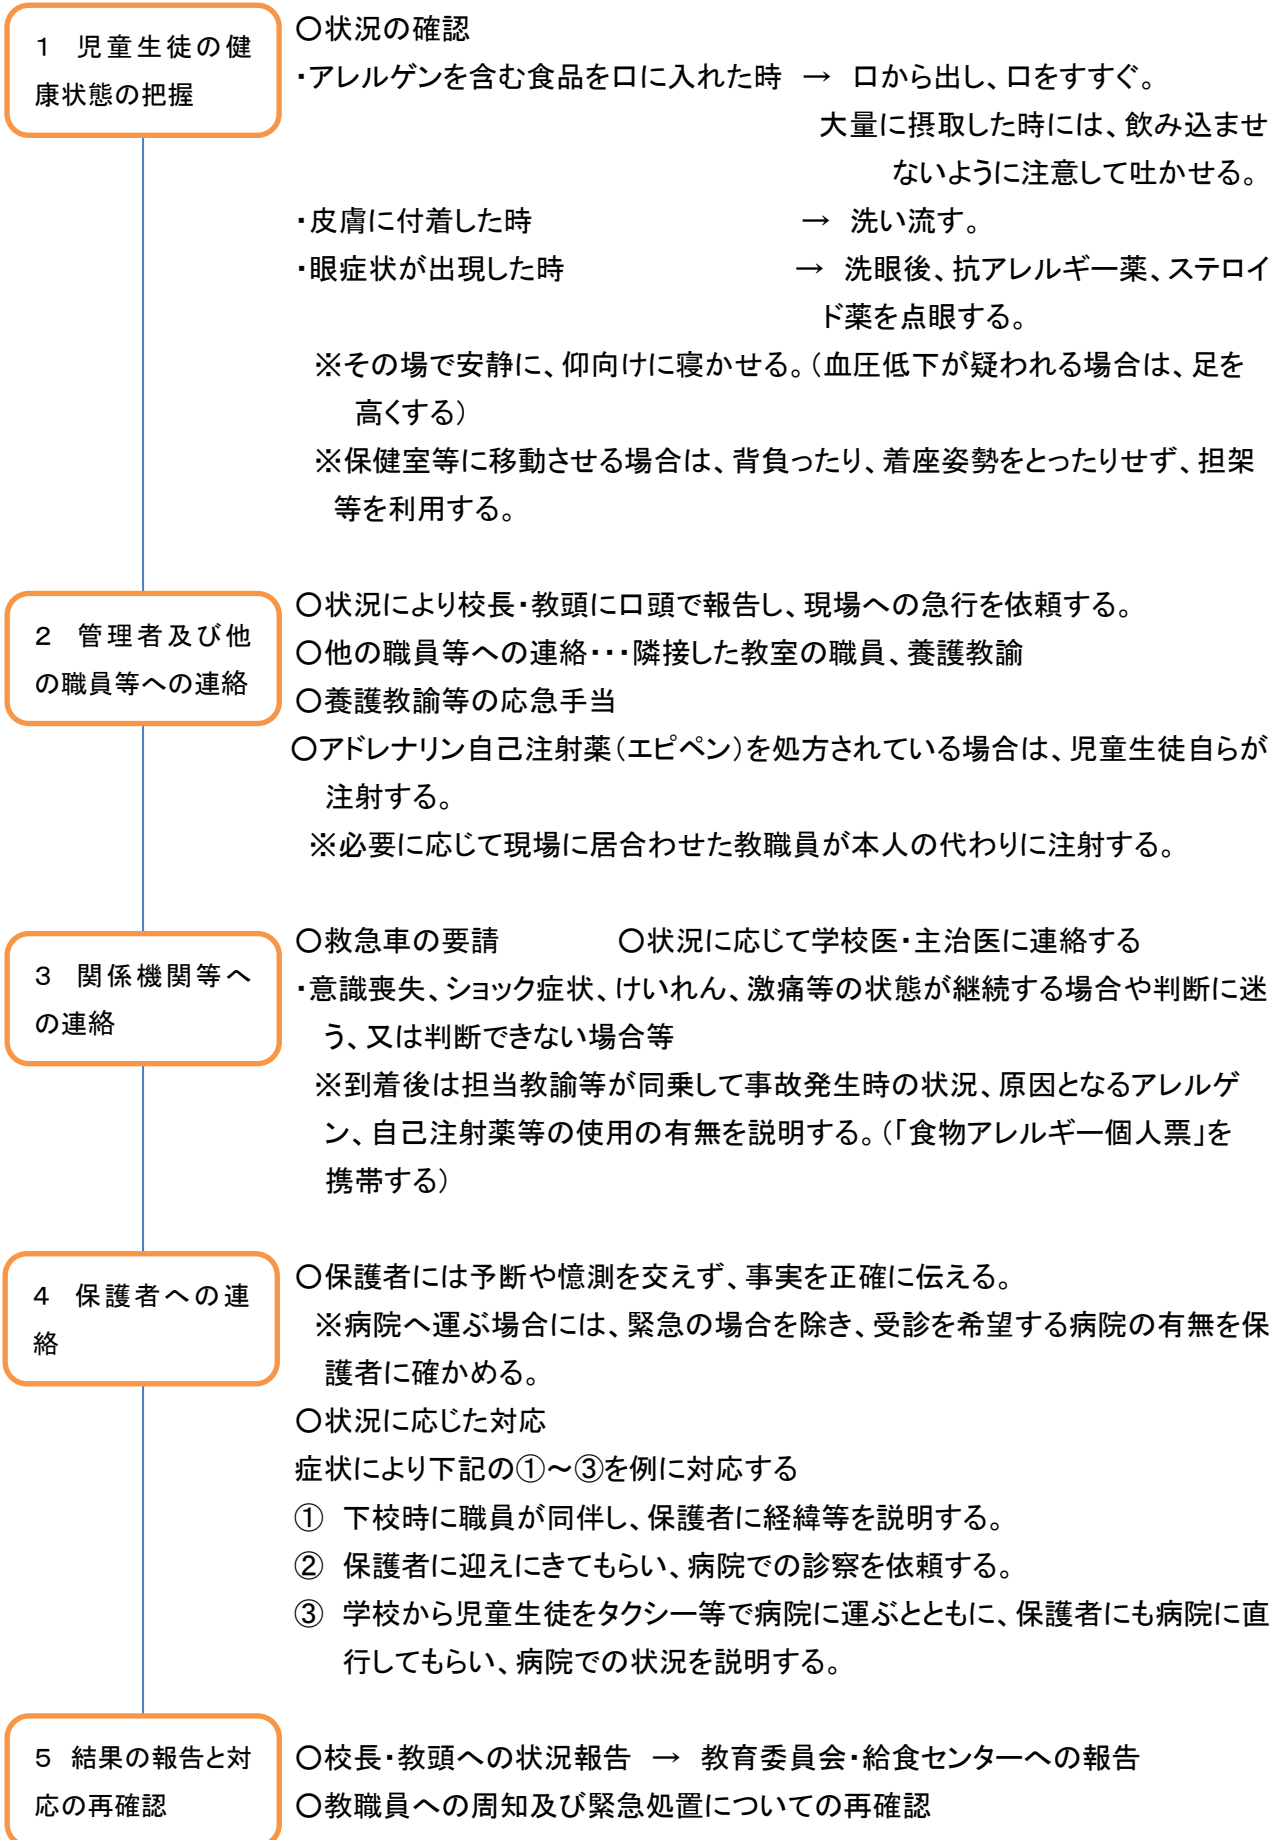 １　児童生徒の健
康状態の把握
〇状況の確認
・アレルゲンを含む食品を口に入れた時　→　口から出し、口をすすぐ。
大量に摂取した時には、飲み込ませ
ないように注意して吐かせる。
・皮膚に付着した時　→　洗い流す。
・眼症状が出現した時　→　洗眼後、抗アレルギー薬、ステロイ
ド薬を点眼する。
※その場で安静に、仰向けに寝かせる。（血圧低下が疑われる場合は、足を
高くする）
※保健室等に移動させる場合は、背負ったり、着座姿勢をとったりせず、担架
等を利用する。
２　管理者及び他
の職員等への連絡
〇状況により校長・教頭に口頭で報告し、現場への急行を依頼する。
〇他の職員等への連絡・・・隣接した教室の職員、養護教諭
〇養護教諭等の応急手当
〇アドレナリン自己注射薬（エピペン）を処方されている場合は、児童生徒自らが
注射する。
※必要に応じて現場に居合わせた教職員が本人の代わりに注射する。
３　関係機関等へ
の連絡
〇救急車の要請　〇状況に応じて学校医・主治医に連絡する
・意識喪失、ショック症状、けいれん、激痛等の状態が継続する場合や判断に迷
う、又は判断できない場合等
※到着後は担当教諭等が同乗して事故発生時の状況、原因となるアレルゲ
ン、自己注射薬等の使用の有無を説明する。（「食物アレルギー個人票」を
携帯する）
４　保護者への連
絡
〇保護者には予断や憶測を交えず、事実を正確に伝える。
※病院へ運ぶ場合には、緊急の場合を除き、受診を希望する病院の有無を保
護者に確かめる。
〇状況に応じた対応
症状により下記の①～③を例に対応する
①　下校時に職員が同伴し、保護者に経緯等を説明する。
②　保護者に迎えにきてもらい、病院での診察を依頼する。
③　学校から児童生徒をタクシー等で病院に運ぶとともに、保護者にも病院に直
行してもらい、病院での状況を説明する。
５　結果の報告と対
応の再確認
〇校長・教頭への状況報告　→　教育委員会・給食センターへの報告
〇教職員への周知及び緊急処置についての再確認